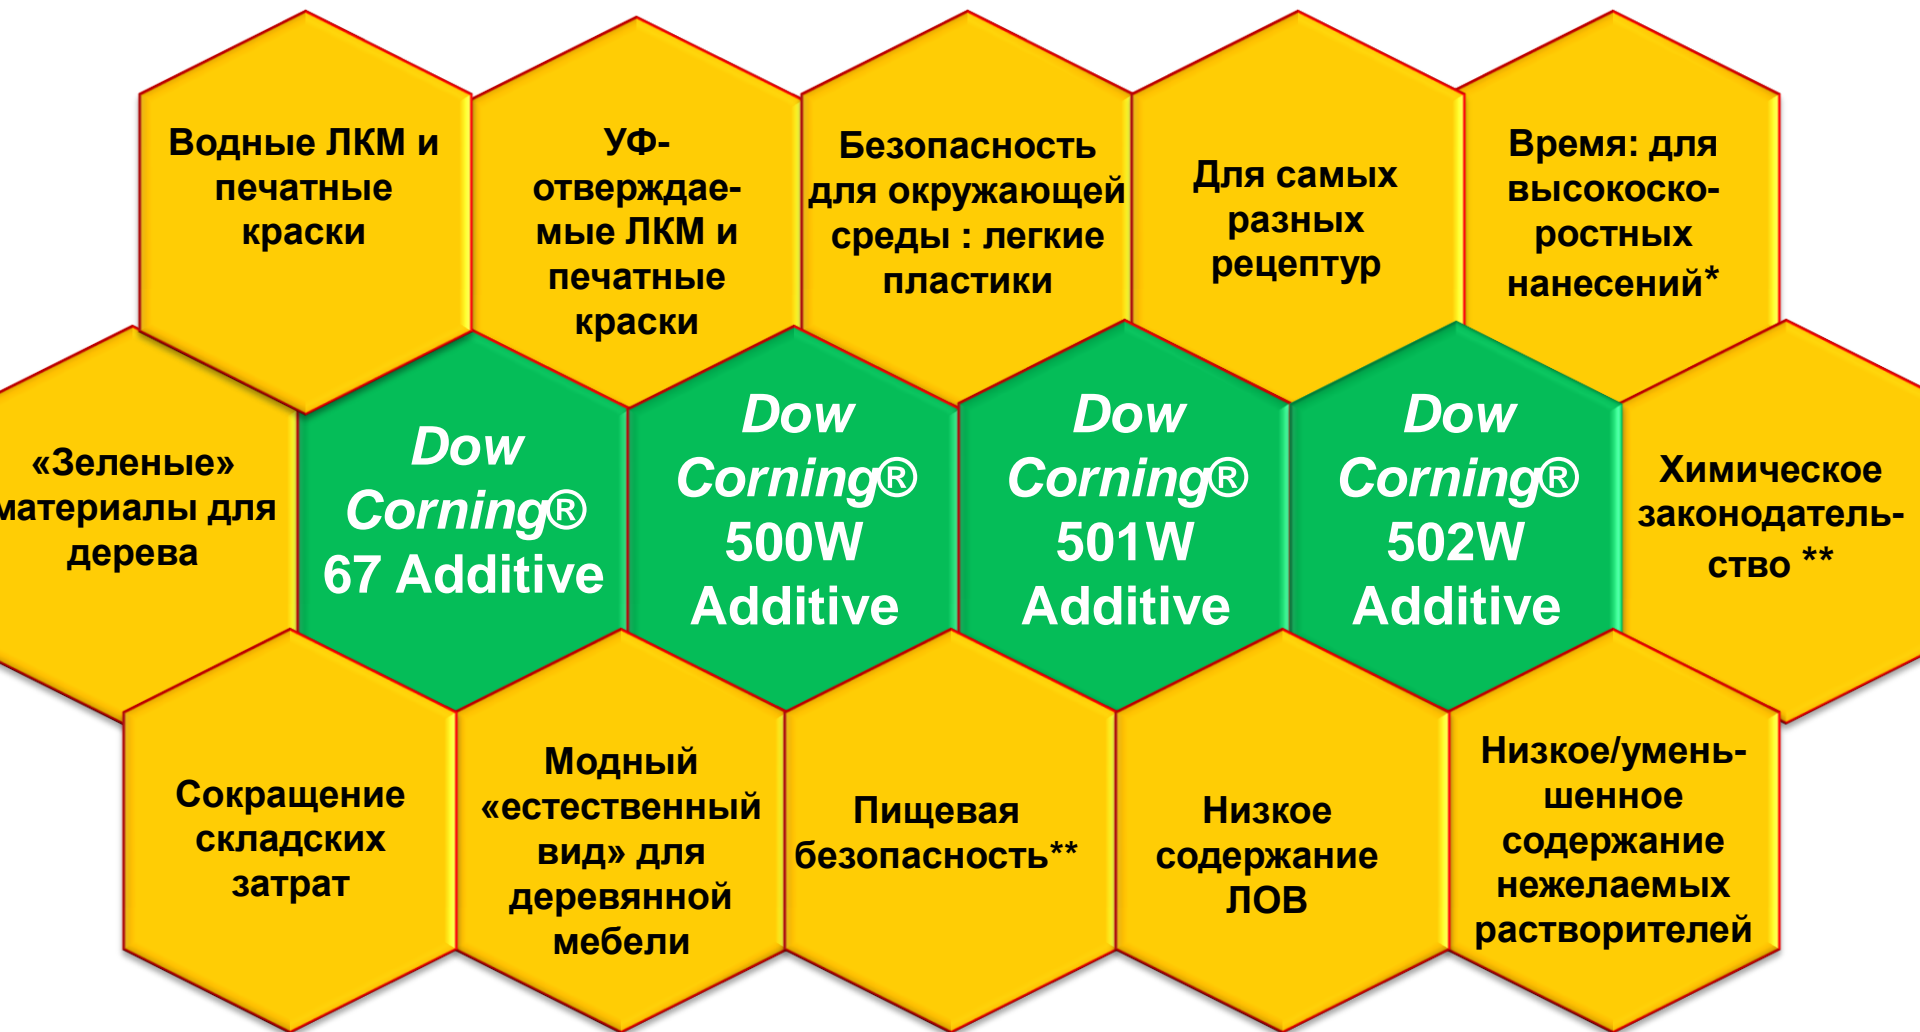 Водные ЛКМ и
печатные
краски
УФ-
отверждае-
мые ЛКМ и
печатные
краски
Безопасность
для окружающей
среды : легкие
пластики
Для самых
разных
рецептур
Время: для
высокоско-
ростных
нанесений*
«Зеленые»
материалы для
дерева
Dow
Corning®
67 Additive
Dow
Corning®
500W
Additive
Dow
Corning®
501W
Additive
Dow
Corning®
502W
Additive
Химическое
законодатель-
ство **
Сокращение
складских
затрат
Модный
«естественный
вид» для
деревянной
мебели
Пищевая
безопасность**
Низкое
содержание
ЛОВ
Низкое/умень-
шенное
содержание
нежелаемых
растворителей